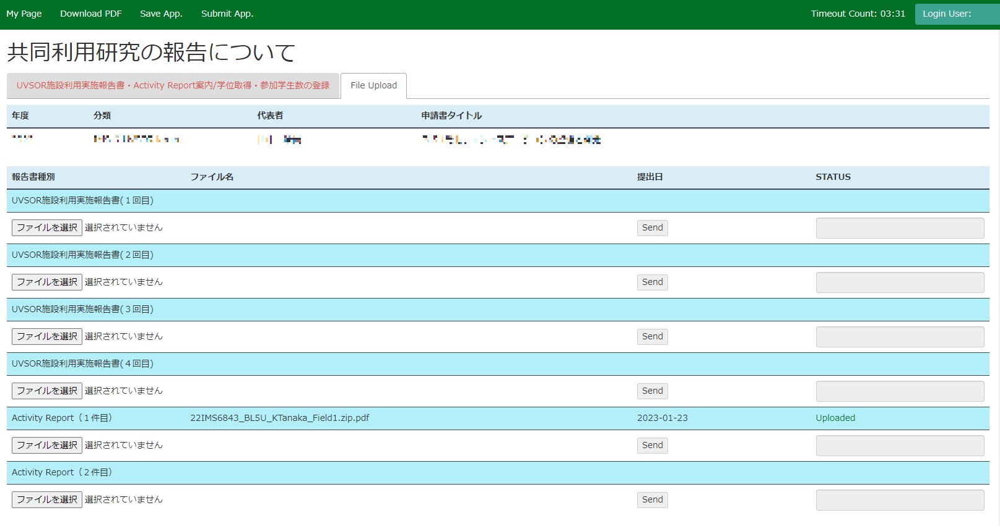 My Page Download PDF Save App. Submit App. Timeout Count: 03:31 Login User:
共同利用研究の報告について
UVSOR施設利用実施報告書・Activity Report案内/学位取得・参加学生数の登録 File Upload
年度 分類 代表者 申請書タイトル
報告書種別 ファイル名 提出日 STATUS
UVSOR施設利用実施報告書(１回目)
ファイルを選択 選択されていません Send
UVSOR施設利用実施報告書(２回目)
ファイルを選択 選択されていません Send
UVSOR施設利用実施報告書(３回目)
ファイルを選択 選択されていません Send
UVSOR施設利用実施報告書(４回目)
ファイルを選択 選択されていません Send
Activity Report（１件目） 22IMS6843_BL5U_KTanaka_Field1.zip.pdf 2023-01-23 Uploaded
ファイルを選択 選択されていません Send
Activity Report（２件目）
ファイルを選択 選択されていません Send